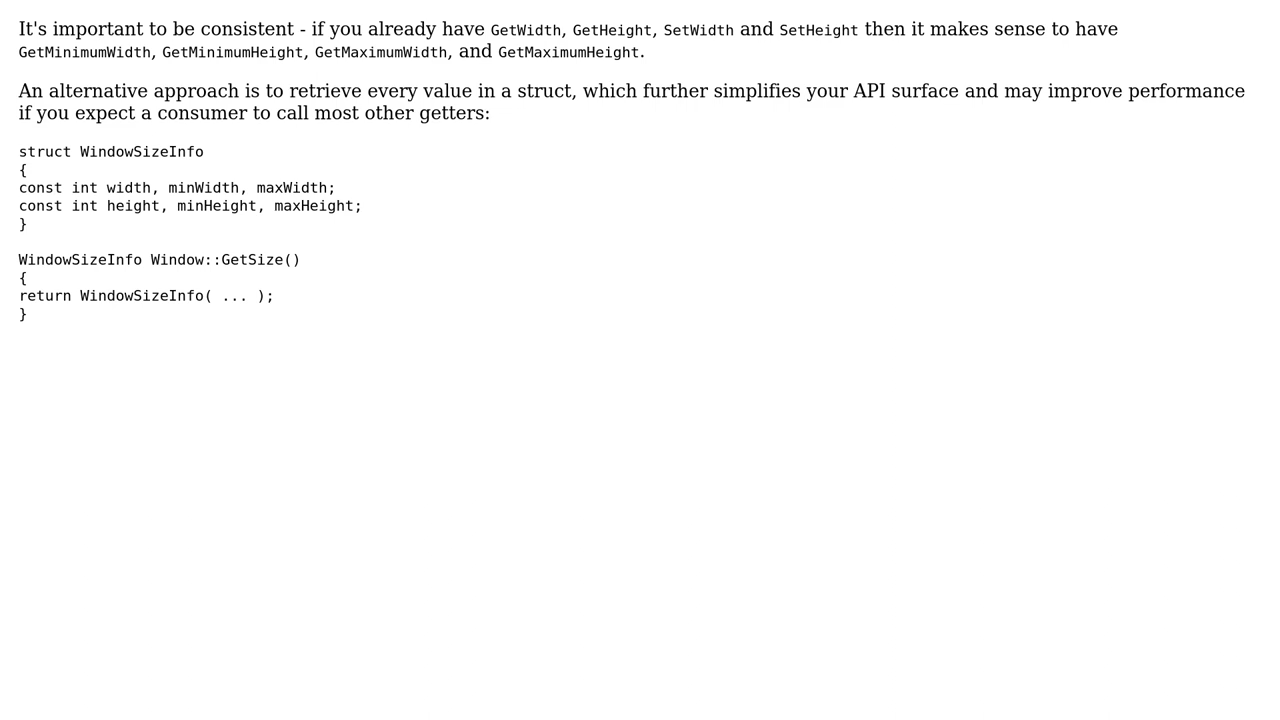 It's important to be consistent - if you already have GetWidth, GetHeight, SetWidth and SetHeight then it makes sense to have
GetMinimumWidth, GetMinimumHeight, GetMaximumWidth, and GetMaximumHeight.
An alternative approach is to retrieve every value in a struct, which further simplifies your API surface and may improve performance
if you expect a consumer to call most other getters:
struct WindowSizeInfo
{
const int width, minWidth, maxWidth;
const int height, minHeight, maxHeight;
}
WindowSizeInfo Window::GetSize()
{
return WindowSizeInfo( ... );
}